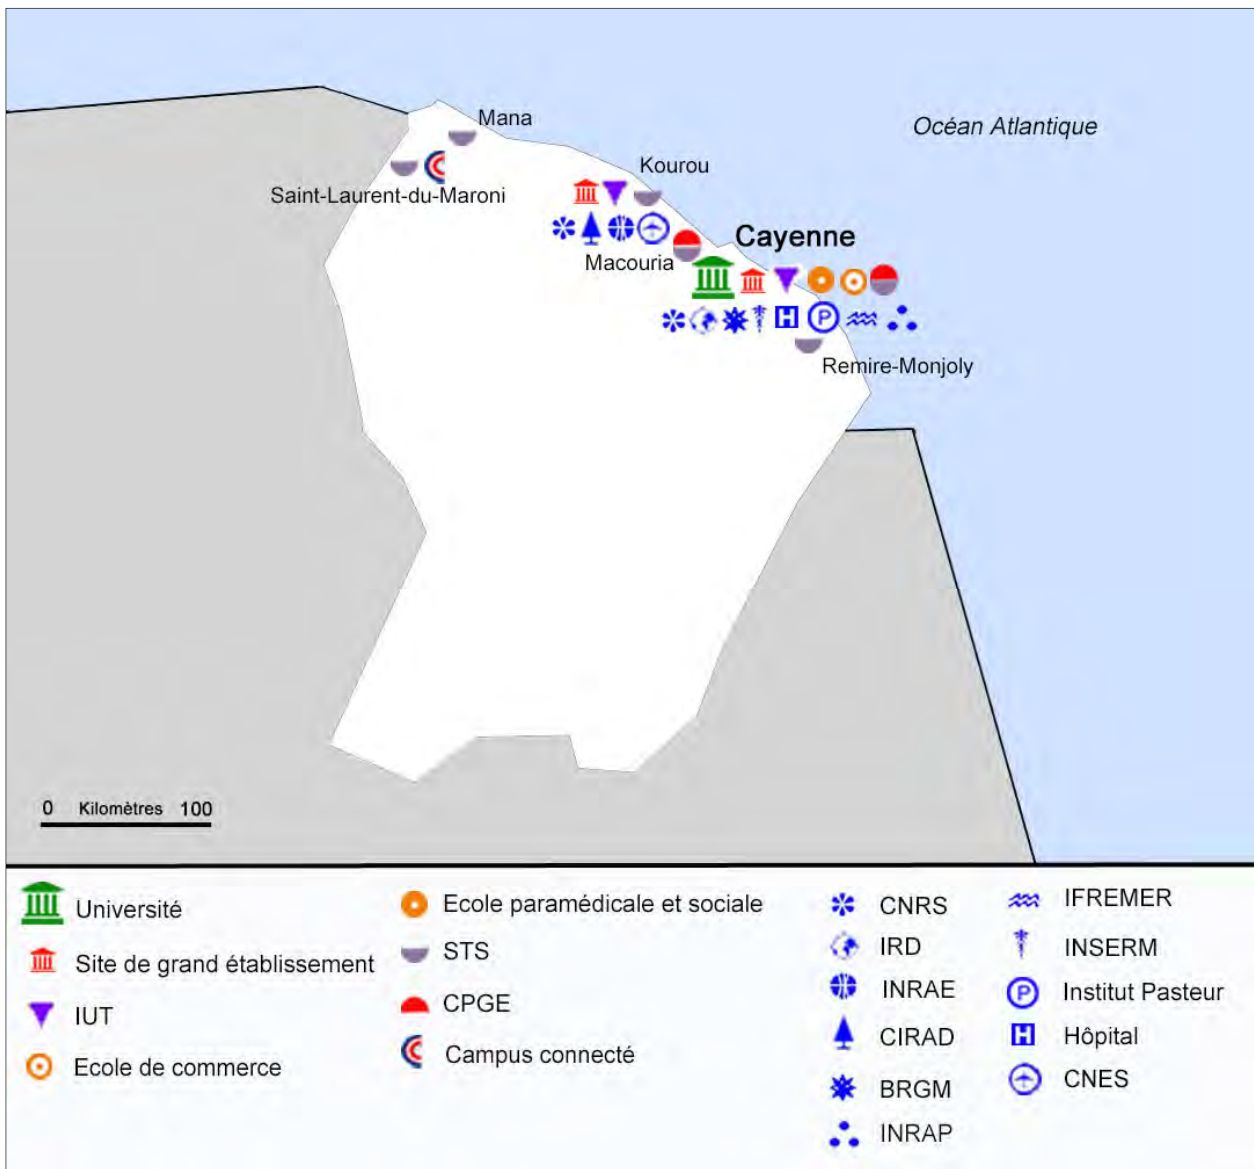 Mana
Océan Atlantique
Kourou
Saint-Laurent-du-Maroni
Cayenne
Macouria
H
P
Remire-Monjoly
0 Kilomètres 100
Université
Site de grand établissement
IUT
Ecole de commerce
Ecole paramédicale et sociale
STS
CPGE
Campus connecté
CNRS
IRD
INRAE
CIRAD
BRGM
INRAP
IFREMER
INSERM
P Institut Pasteur
H Hôpital
CNES